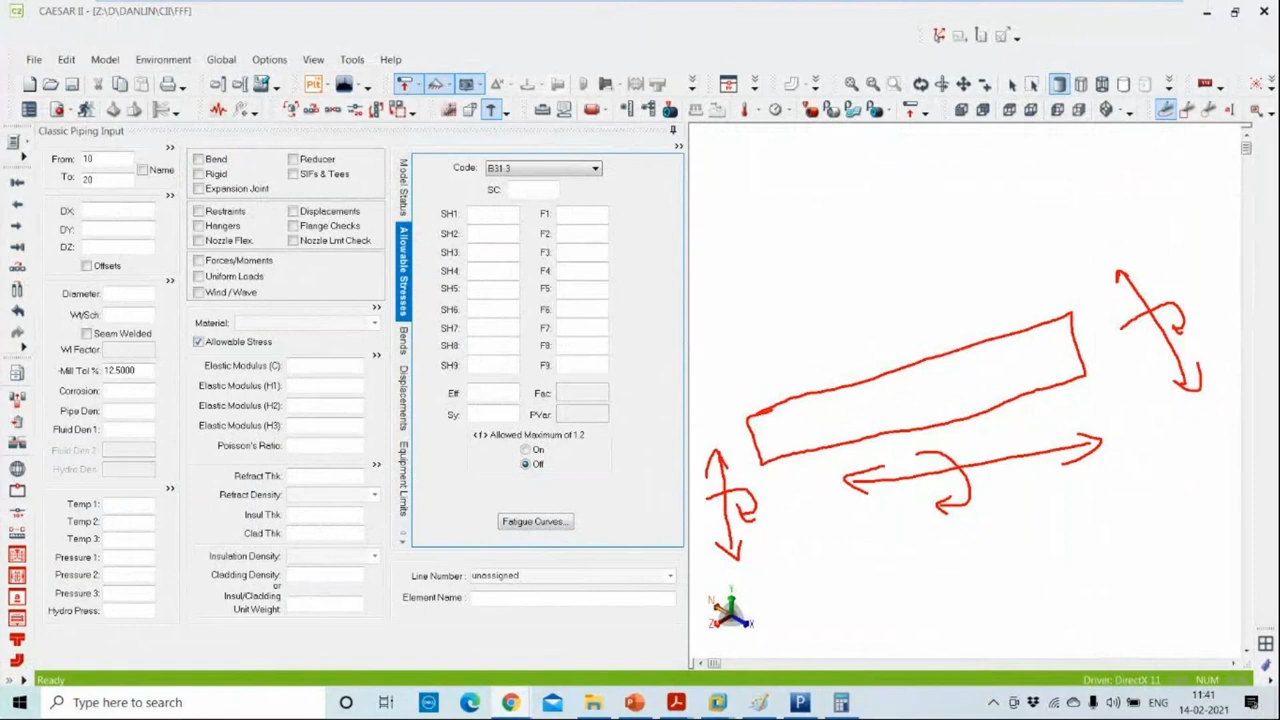 CAESAR II - [Z:\D\DANLIN\CII\FFF]
File Edit Model Environment Global Options View Tools Help
Classic Piping Input
From: 10
To: 20
Name
DX:
DY:
DZ:
Offsets
Diameter:
Wt/Sch:
Seam Welded
Wl Factor
-Mill Tol %: 12.5000
Corrosion:
Pipe Den:
Fluid Den 1:
Fluid Den 2
Hydro Den:
Temp 1:
Temp 2:
Temp 3:
Pressure 1:
Pressure 2:
Pressure 3:
Hydro Press:
Bend Reducer
Rigid SIFs & Tees
Expansion Joint
Restraints Displacements
Hangers Flange Checks
Nozzle Flex. Nozzle Lmt Check
Forces/Moments
Uniform Loads
Wind / Wave
Material:
Allowable Stress
Elastic Modulus (C):
Elastic Modulus (H1):
Elastic Modulus (H2):
Elastic Modulus (H3):
Poisson's Ratio:
Refract Thk:
Refract Density:
Insul Thk:
Clad Thk:
Insulation Density:
Cladding Density:
or
Insul/Cladding
Unit Weight:
Model Status
Allowable Stresses
Bends
Displacements
Equipment Limits
Code: B31.3
SC:
SH1: F1:
SH2: F2:
SH3: F3:
SH4: F4:
SH5: F5:
SH6: F6:
SH7: F7:
SH8: F8:
SH9: F9:
Eff: Fac:
Sy: PVar:
<f> Allowed Maximum of 1.2
On
Off
Fatigue Curves...
Line Number: unassigned
Element Name:
Y
N
Z X
Ready Driver: DirectX 11 NUM
Type here to search
ENG
11:41
14-02-2021